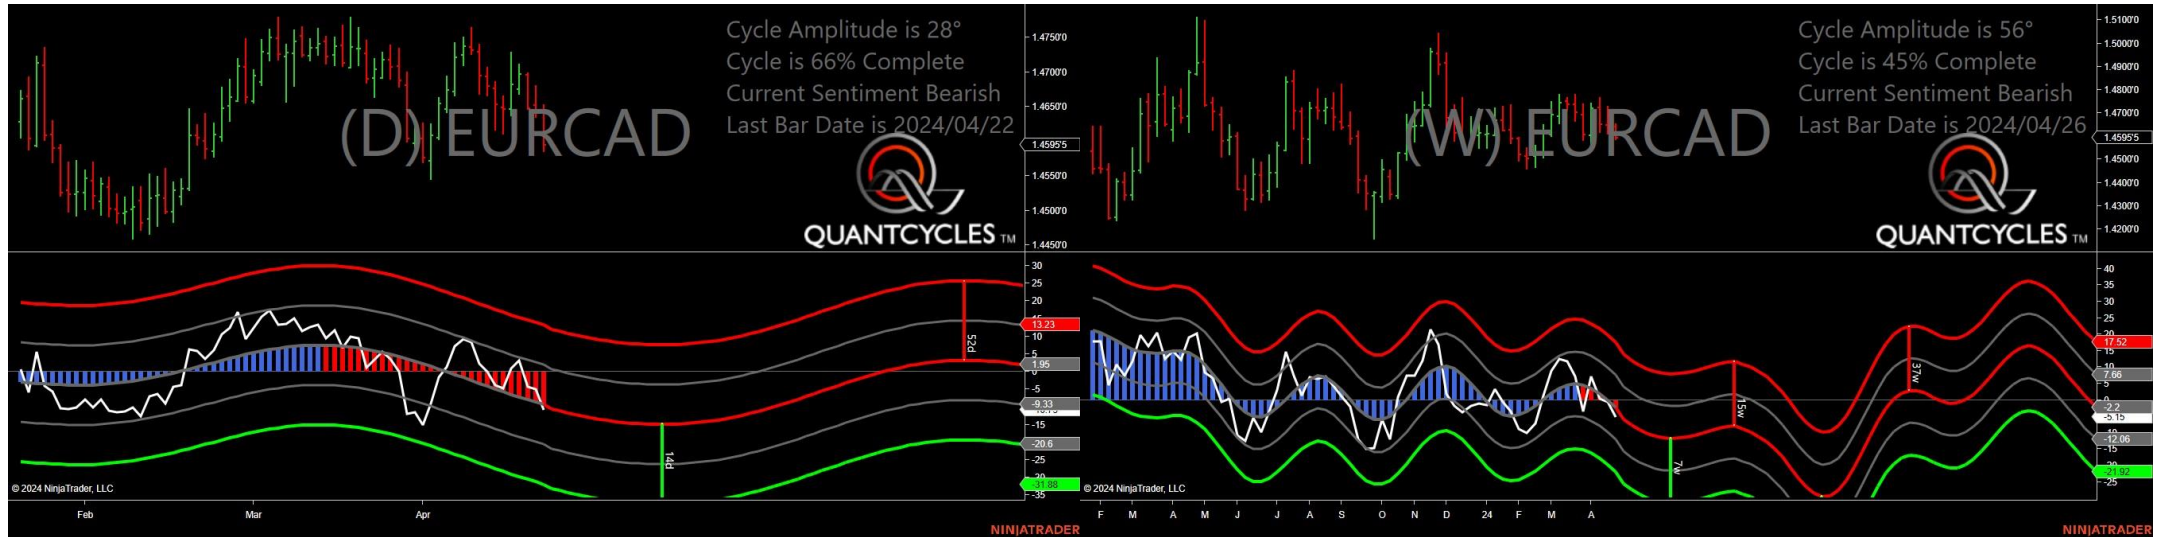 Cycle Amplitude is 28°
Cycle is 66% Complete
Current Sentiment Bearish
Last Bar Date is 2024/04/22
(D) EURCAD
QUANTCYCLES TM
1.4750'0
1.4700'0
1.4650'0
1.4595'5
1.4550'0
1.4500'0
1.4450'0
30
25
20
13.23
10
5
1.95
0
-5
-9.33
-15
-20.6
-25
-31.88
-35
52d
14d
© 2024 NinjaTrader, LLC
Feb Mar Apr
NINJATRADER
Cycle Amplitude is 56°
Cycle is 45% Complete
Current Sentiment Bearish
Last Bar Date is 2024/04/26
(W) EURCAD
QUANTCYCLES TM
1.5100'0
1.5000'0
1.4900'0
1.4800'0
1.4700'0
1.4595'5
1.4500'0
1.4400'0
1.4300'0
1.4200'0
40
35
30
25
20
17.52
15
7.66
5
0
-2.2
-5.15
-12.06
-21.92
-25
15w
37w
7w
© 2024 NinjaTrader, LLC
F M A M J J A S O N D 24 F M A
NINJATRADER